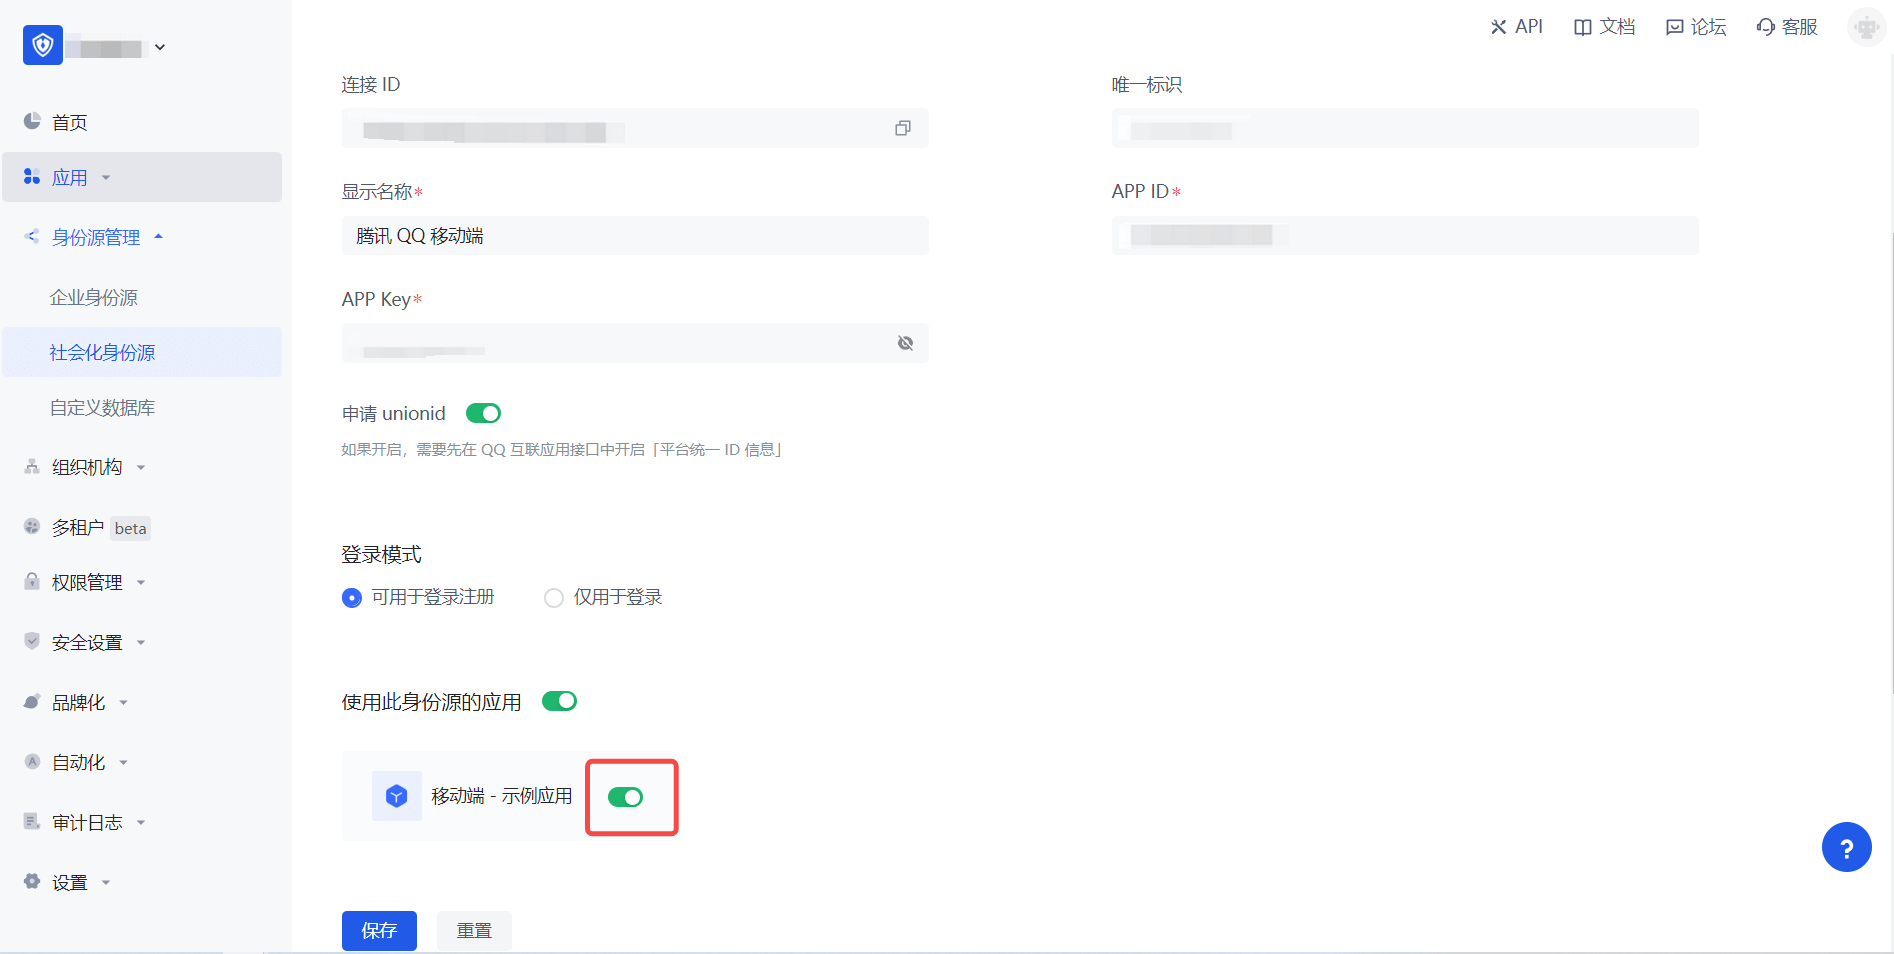 API
文档
论坛
客服
首页
应用
身份源管理
企业身份源
社会化身份源
自定义数据库
组织机构
多租户 beta
权限管理
安全设置
品牌化
自动化
审计日志
设置
连接 ID
唯一标识
显示名称*
APP ID*
腾讯 QQ 移动端
APP Key*
申请 unionid
如果开启，需要先在 QQ 互联应用接口中开启「平台统一 ID 信息」
登录模式
可用于登录注册
仅用于登录
使用此身份源的应用
移动端 - 示例应用
保存
重置